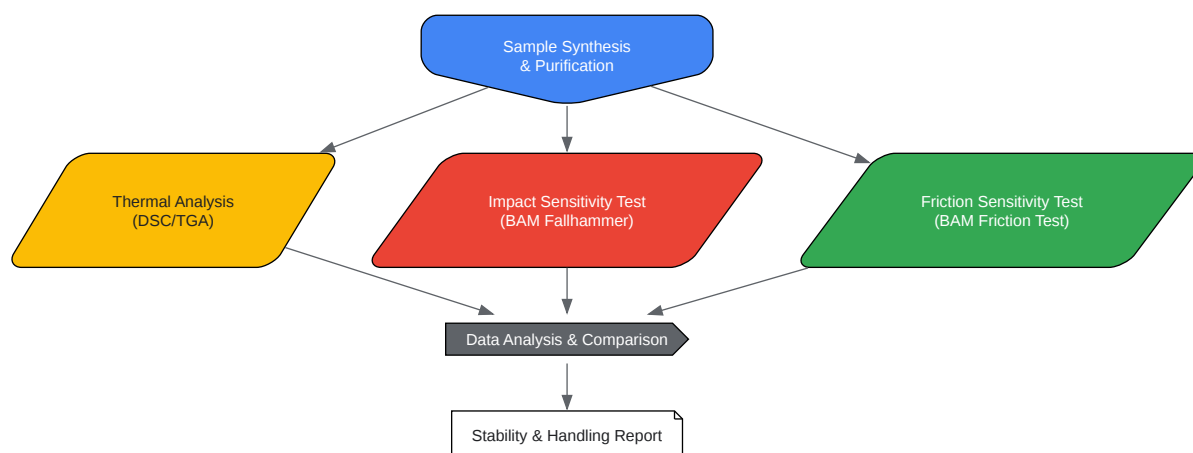 Sample Synthesis
& Purification
Thermal Analysis
(DSC/TGA)
Impact Sensitivity Test
(BAM Fallhammer)
Friction Sensitivity Test
(BAM Friction Test)
Data Analysis & Comparison
Stability & Handling Report